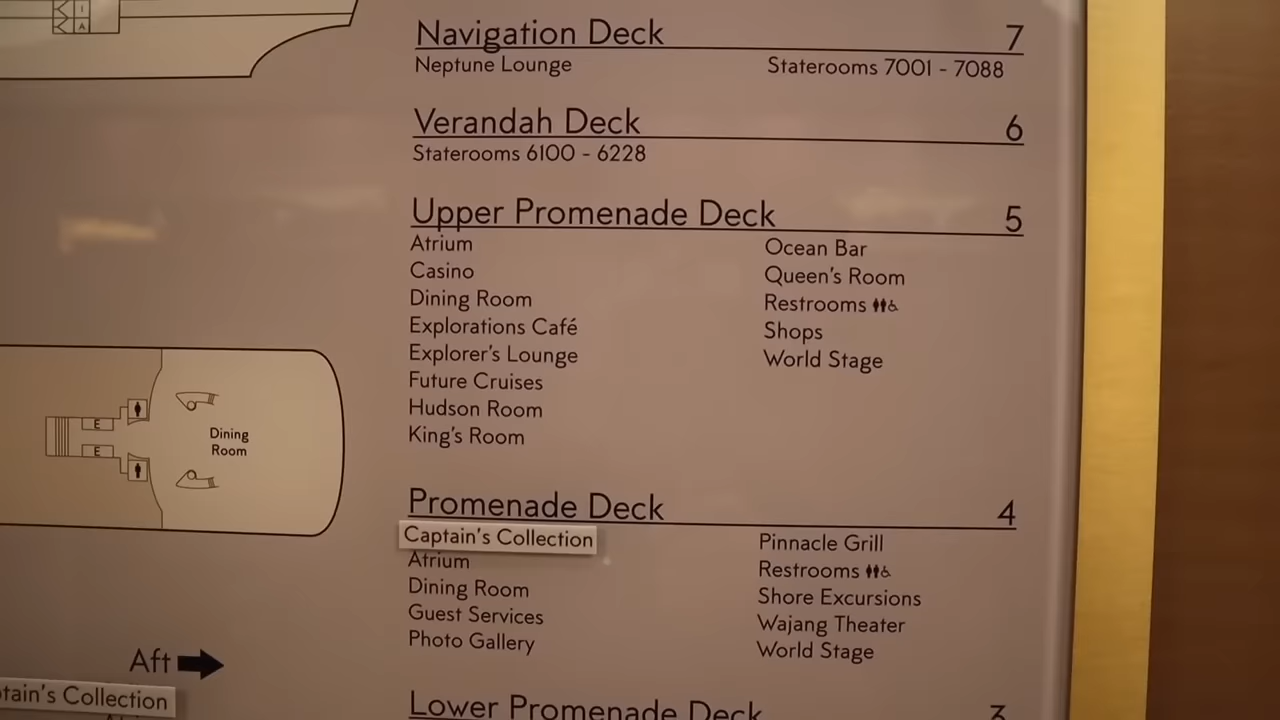 Navigation Deck 7
Neptune Lounge Staterooms 7001 - 7088
Verandah Deck 6
Staterooms 6100 - 6228
Upper Promenade Deck 5
Atrium Ocean Bar
Casino Queen's Room
Dining Room Restrooms
Explorations Café Shops
Explorer's Lounge World Stage
Future Cruises
Hudson Room
King's Room
Promenade Deck 4
Captain's Collection Pinnacle Grill
Atrium Restrooms
Dining Room Shore Excursions
Guest Services Wajang Theater
Photo Gallery World Stage
Lower Promenade Deck 3
I
A
E
E
Dining
Room
Aft
tain's Collection